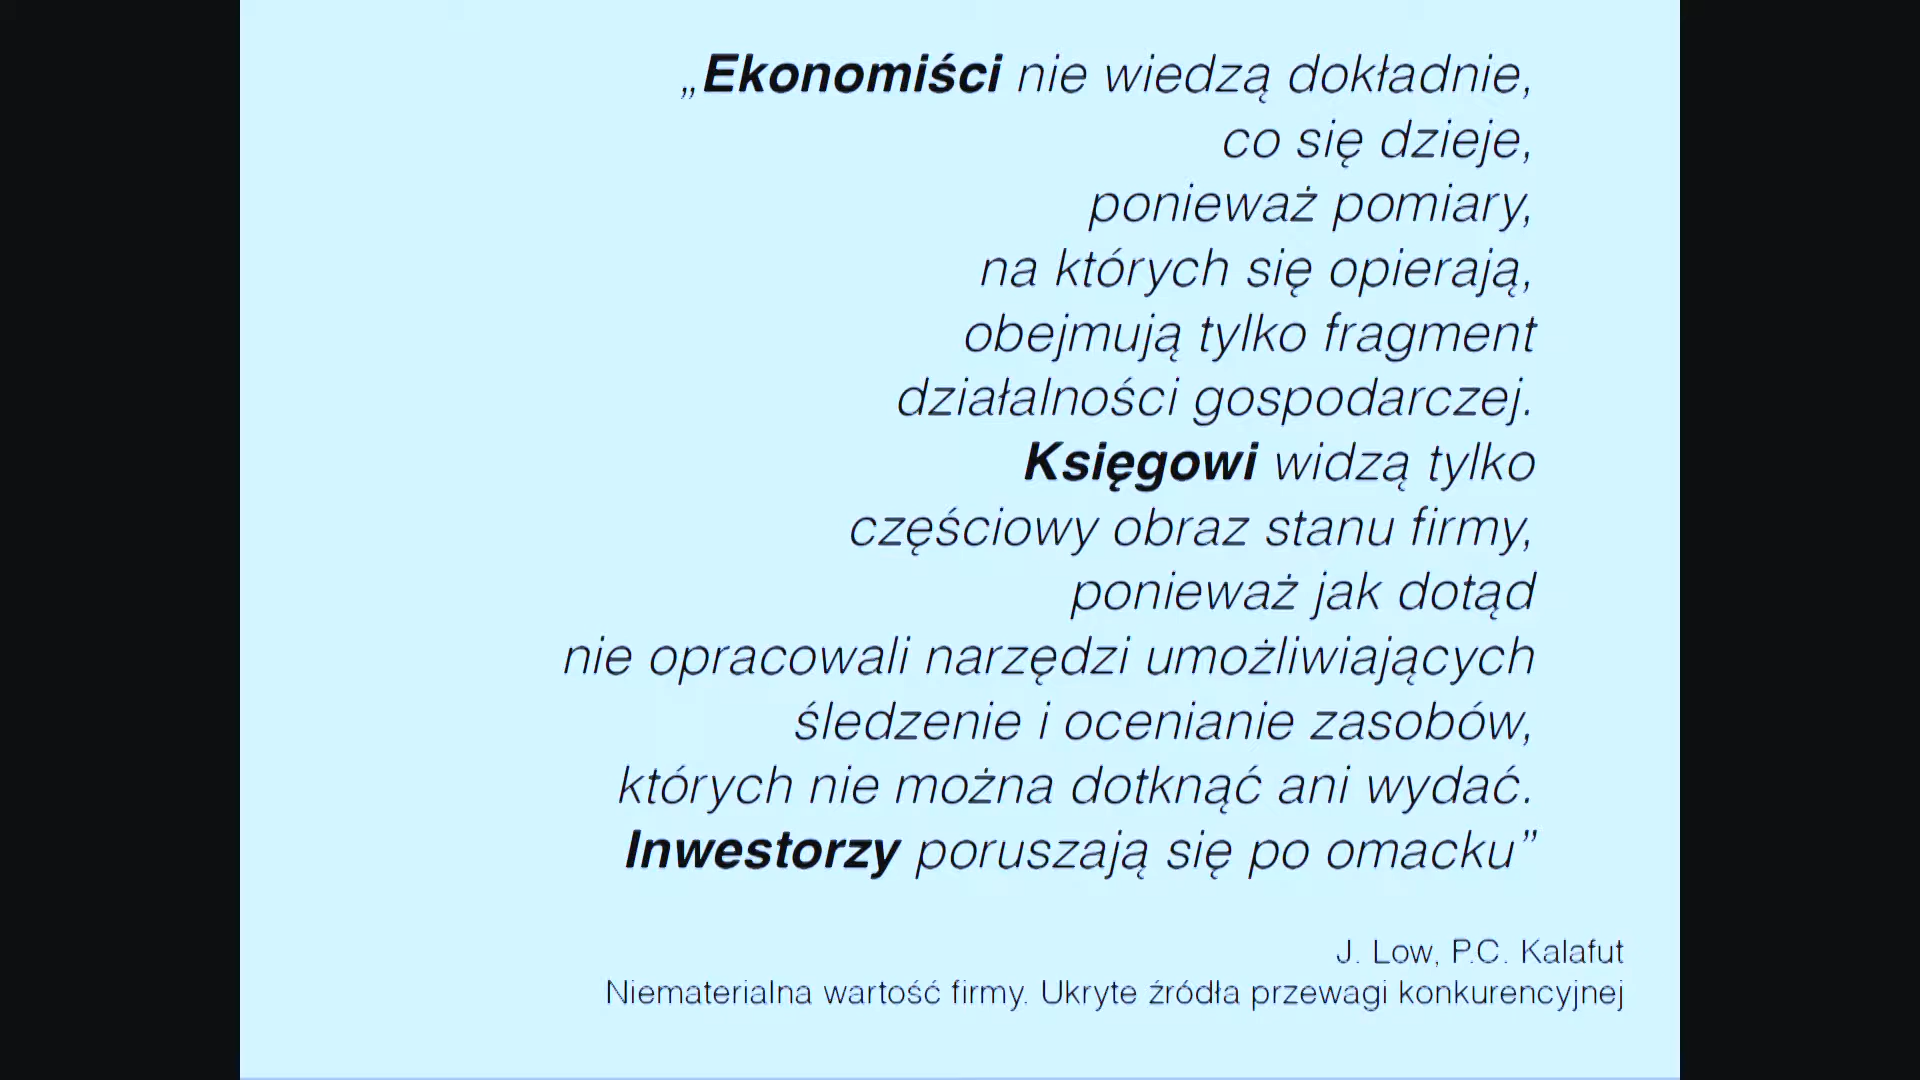 „Ekonomiści nie wiedzą dokładnie,
co się dzieje,
ponieważ pomiary,
na których się opierają,
obejmują tylko fragment
działalności gospodarczej.
Księgowi widzą tylko
częściowy obraz stanu firmy,
ponieważ jak dotąd
nie opracowali narzędzi umożliwiających
śledzenie i ocenianie zasobów,
których nie można dotknąć ani wydać.
Inwestorzy poruszają się po omacku”
J. Low, P.C. Kalafut
Niematerialna wartość firmy. Ukryte źródła przewagi konkurencyjnej